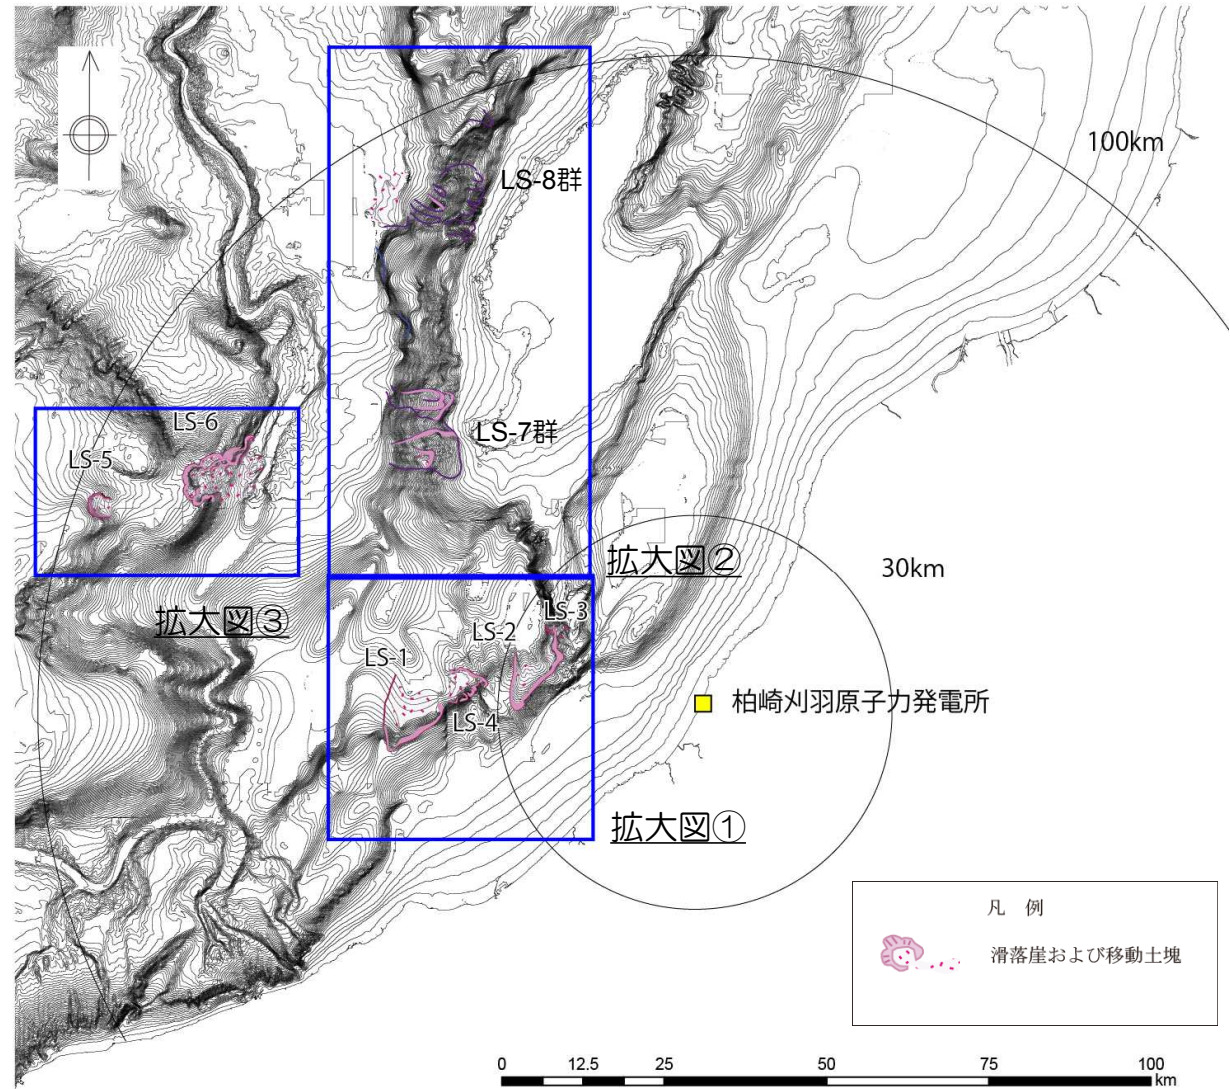 100km
LS-8群
LS-7群
LS-6
LS-5
30km
拡大図②
拡大図③
LS-3
LS-2
LS-1
LS-4
柏崎刈羽原子力発電所
拡大図①
凡 例
滑落崖および移動土塊
0 12.5 25 50 75 100
km